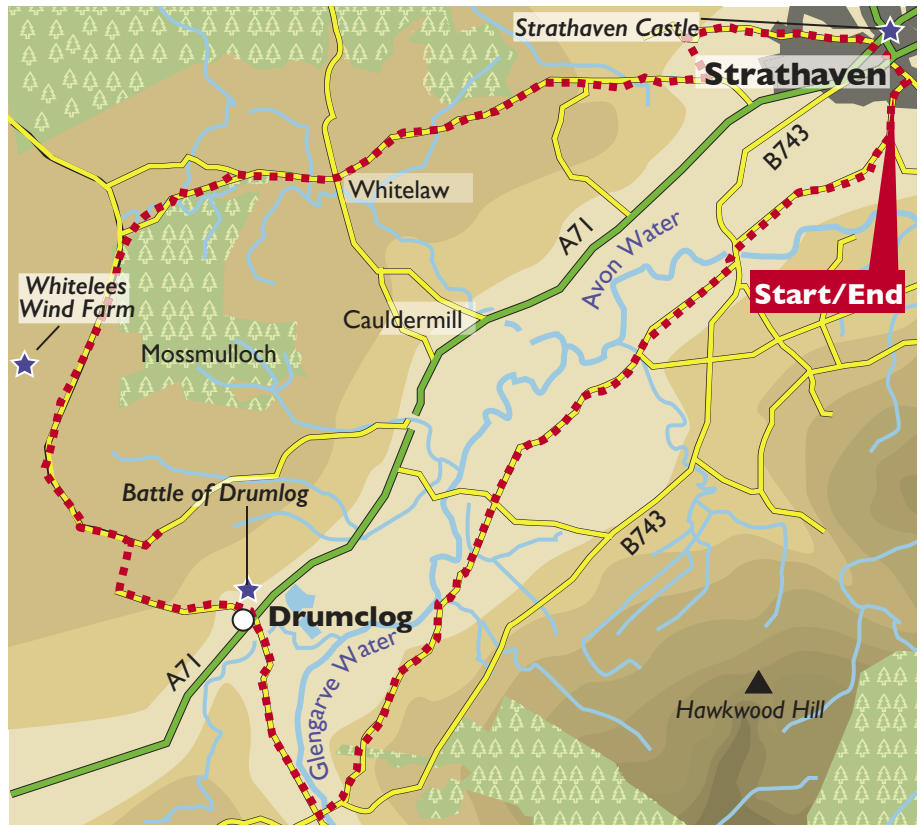 Strathaven Castle
Strathaven
B743
Whitelaw
A71
Avon Water
Whitelees
Wind Farm
Start/End
Cauldermill
Mossmulloch
Battle of Drumlog
B743
Drumclog
A71
Glengarve Water
Hawkwood Hill